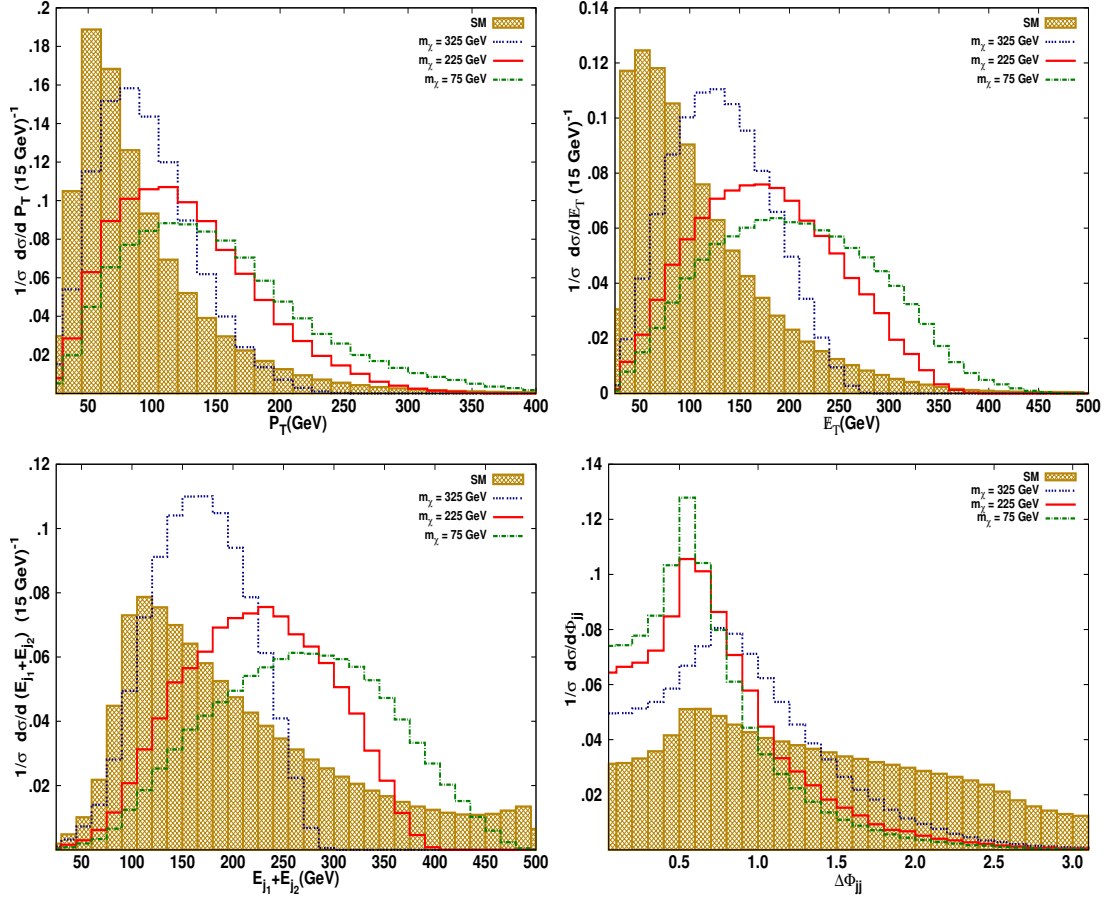 1/σ dσ/d P_T (15 GeV)^-1
.2
.18
.16
.14
.12
.1
.08
.06
.04
.02
SM
m_χ = 325 GeV
m_χ = 225 GeV
m_χ = 75 GeV
50 100 150 200 250 300 350 400
P_T(GeV)
1/σ dσ/dE̸_T (15 GeV)^-1
.14
0.12
0.1
.08
.06
.04
.02
0
SM
m_χ = 325 GeV
m_χ = 225 GeV
m_χ = 75 GeV
50 100 150 200 250 300 350 400 450 500
E̸_T(GeV)
1/σ dσ/d (E_j1+E_j2) (15 GeV)^-1
.12
.1
.08
.06
.04
.02
SM
m_χ = 325 GeV
m_χ = 225 GeV
m_χ = 75 GeV
50 100 150 200 250 300 350 400 450 500
E_j1+E_j2(GeV)
1/σ dσ/dΦ_jj
.14
.12
.1
.08
.06
.04
.02
SM
m_χ = 325 GeV
m_χ = 225 GeV
m_χ = 75 GeV
0.5 1.0 1.5 2.0 2.5 3.0
ΔΦ_jj